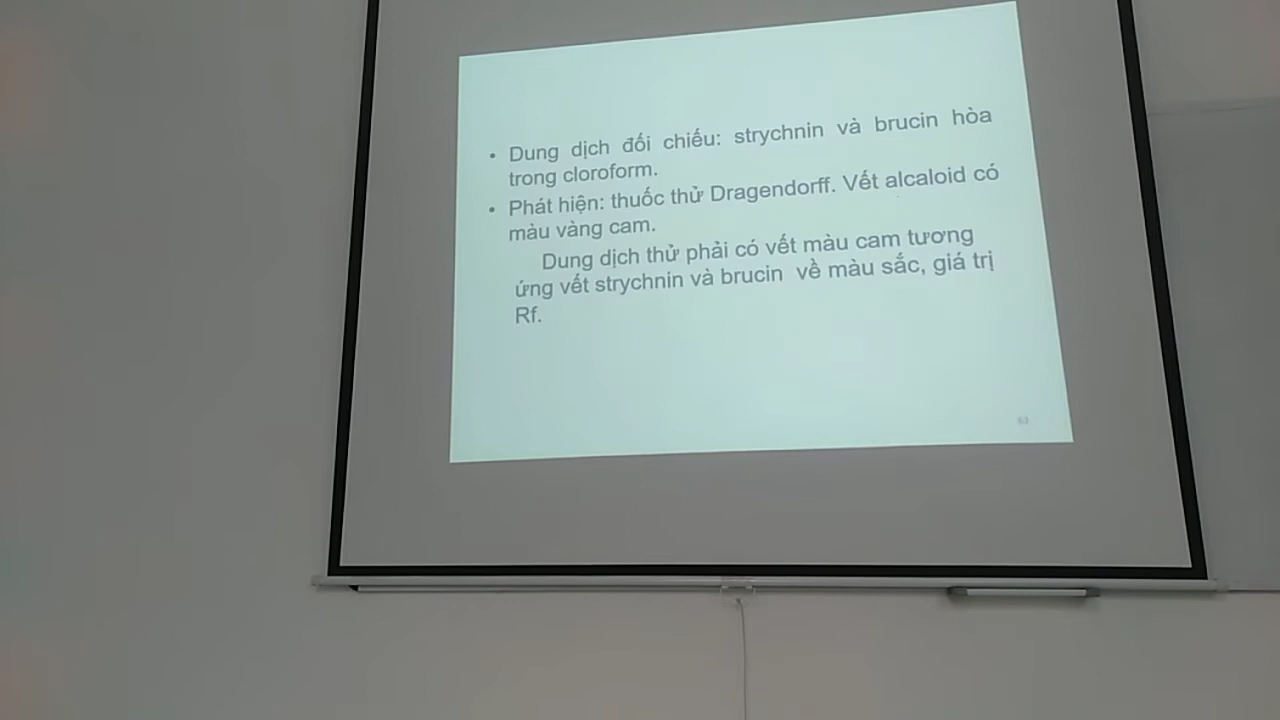 • Dung dịch đối chiếu: strychnin và brucin hòa
trong cloroform.
• Phát hiện: thuốc thử Dragendorff. Vết alcaloid có
màu vàng cam.
Dung dịch thử phải có vết màu cam tương
ứng vết strychnin và brucin về màu sắc, giá trị
Rf.